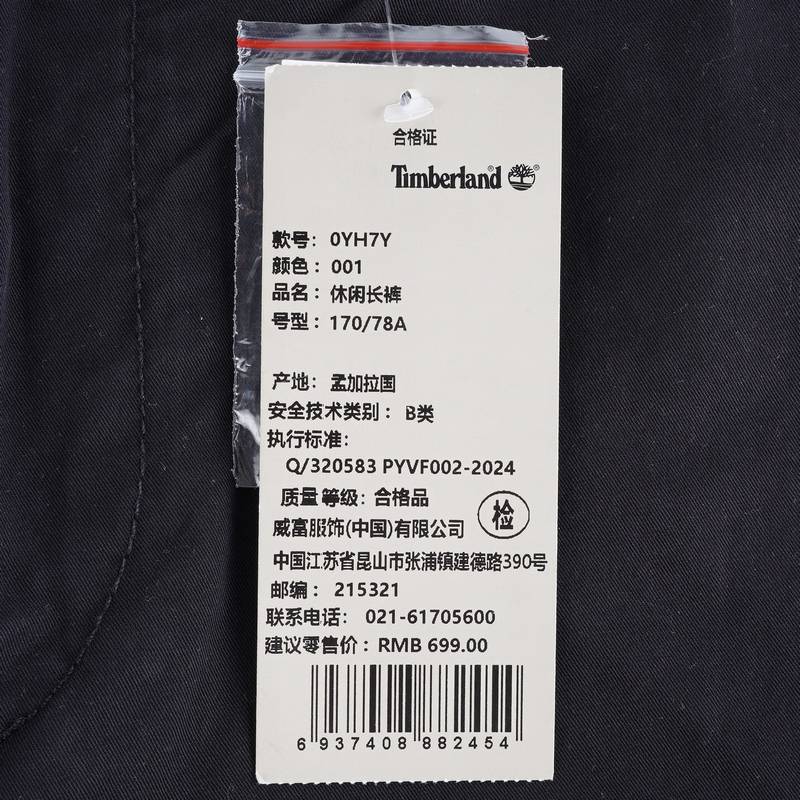 合格证
Timberland
款号：0YH7Y
颜色：001
品名：休闲长裤
号型：170/78A
产地：孟加拉国
安全技术类别：B类
执行标准：
Q/320583 PYVF002-2024
质量等级：合格品
检
威富服饰(中国)有限公司
中国江苏省昆山市张浦镇建德路390号
邮编：215321
联系电话：021-61705600
建议零售价：RMB 699.00
6 937408 882454